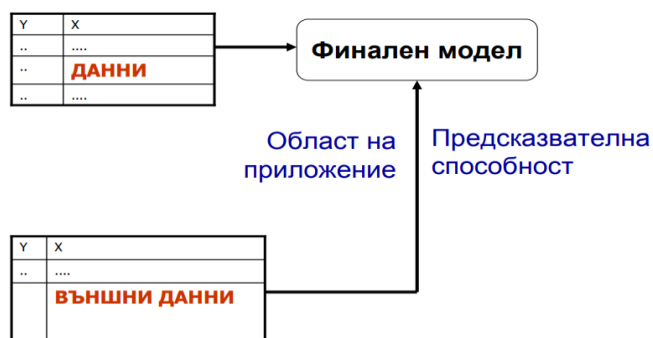 Y X
.. ....
.. ДАННИ
.. ....
Финален модел
Област на
приложение
Предсказвателна
способност
Y X
.. ....
ВЪНШНИ ДАННИ